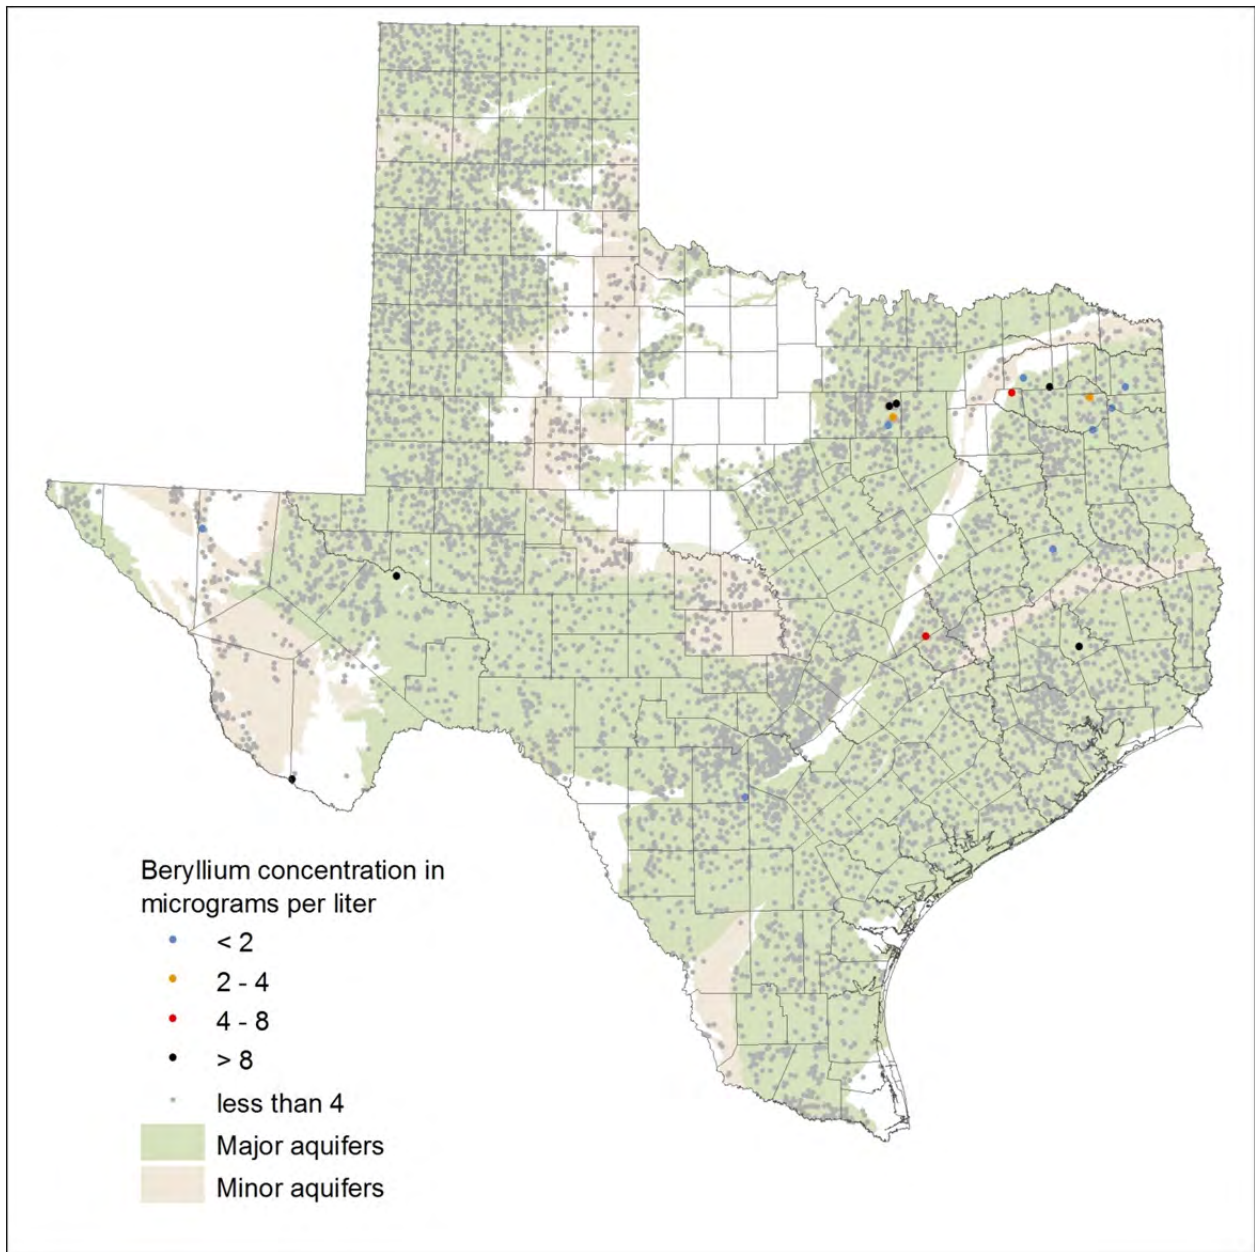 Beryllium concentration in
micrograms per liter
< 2
2 - 4
4 - 8
> 8
less than 4
Major aquifers
Minor aquifers